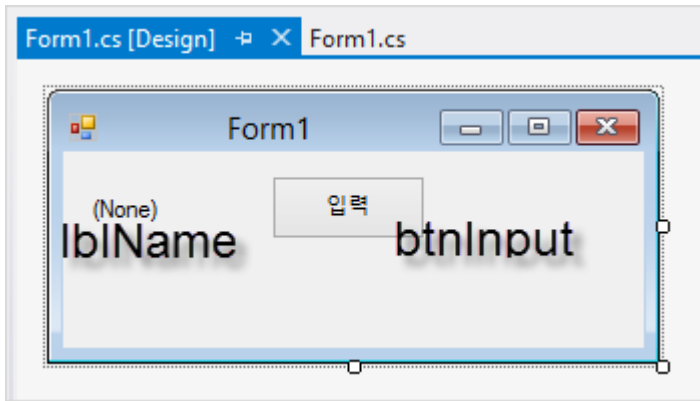 Form1.cs [Design] Form1.cs
Form1
(None) 입력
lblName btnInput